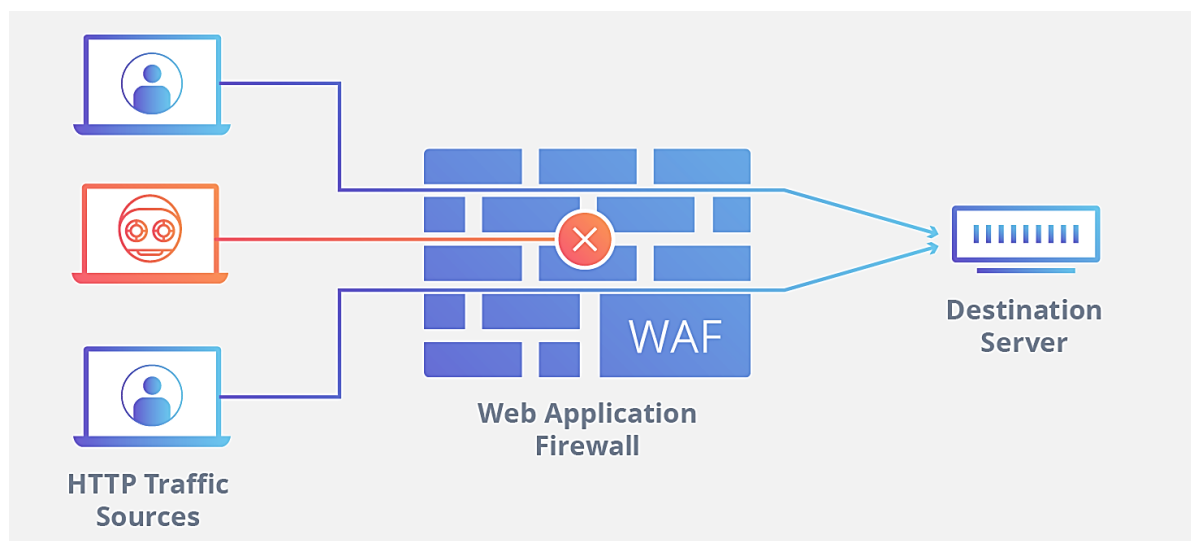 WAF
Web Application
Firewall
Destination
Server
HTTP Traffic
Sources